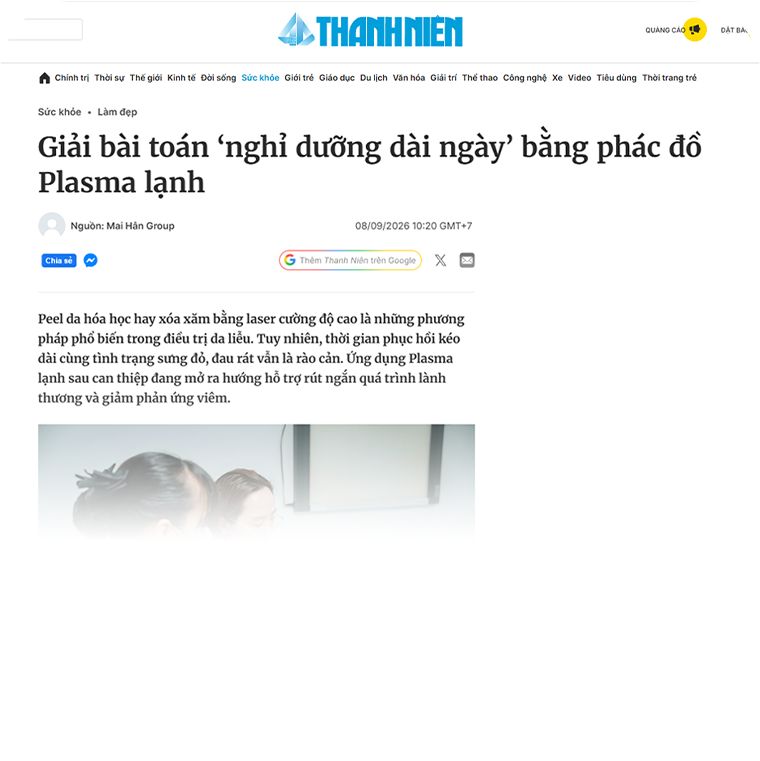 THANH NIÊN
QUẢNG CÁO
ĐẶT BÁ
Chính trị Thời sự Thế giới Kinh tế Đời sống Sức khỏe Giới trẻ Giáo dục Du lịch Văn hóa Giải trí Thể thao Công nghệ Xe Video Tiêu dùng Thời trang trẻ
Sức khỏe • Làm đẹp
Giải bài toán ‘nghỉ dưỡng dài ngày’ bằng phác đồ
Plasma lạnh
Nguồn: Mai Hân Group
08/09/2026 10:20 GMT+7
Chia sẻ
Thêm Thanh Niên trên Google
Peel da hóa học hay xóa xăm bằng laser cường độ cao là những phương
pháp phổ biến trong điều trị da liễu. Tuy nhiên, thời gian phục hồi kéo
dài cùng tình trạng sưng đỏ, đau rát vẫn là rào cản. Ứng dụng Plasma
lạnh sau can thiệp đang mở ra hướng hỗ trợ rút ngắn quá trình lành
thương và giảm phản ứng viêm.